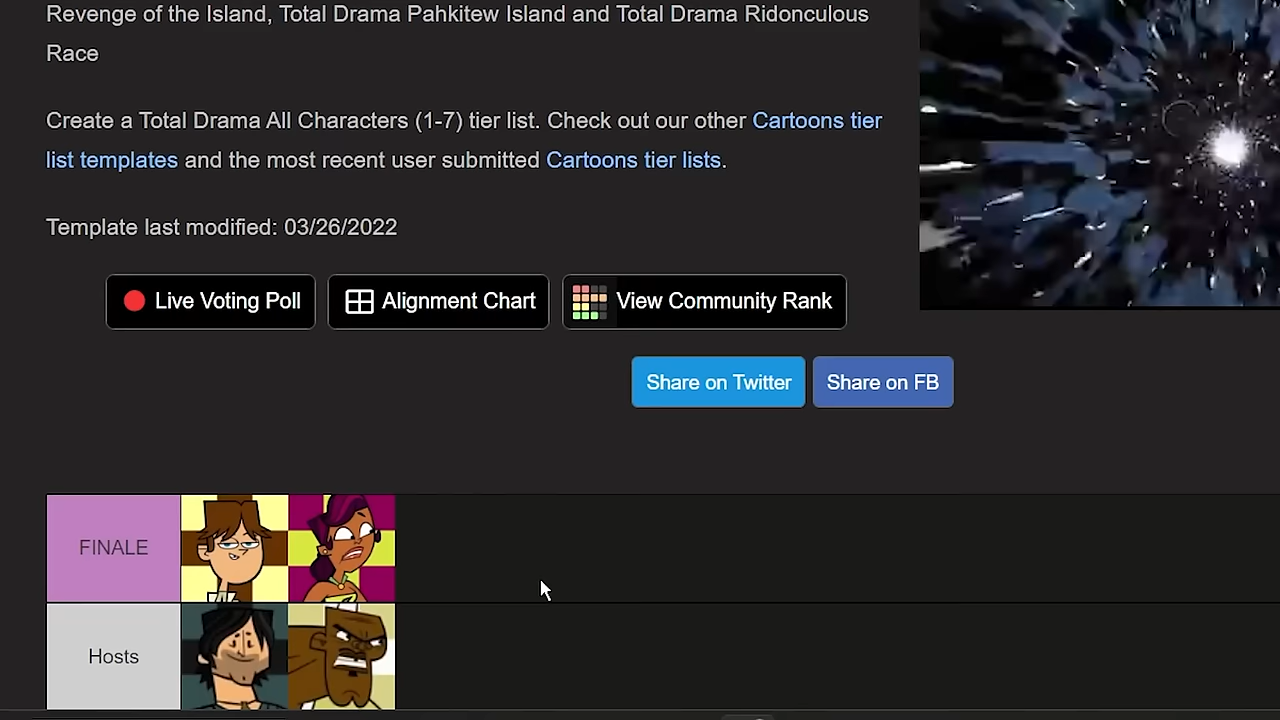 Revenge of the Island, Total Drama Pahkitew Island and Total Drama Ridonculous
Race
Create a Total Drama All Characters (1-7) tier list. Check out our other Cartoons tier
list templates and the most recent user submitted Cartoons tier lists.
Template last modified: 03/26/2022
Live Voting Poll
Alignment Chart
View Community Rank
Share on Twitter
Share on FB
FINALE
Hosts